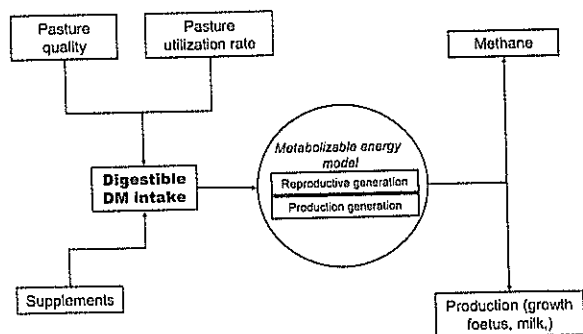 Pasture
quality
Pasture
utilization rate
Methane
Metabolizable energy
model
Reproductive generation
Production generation
Digestible
DM intake
Supplements
Production (growth
foetus, milk,)